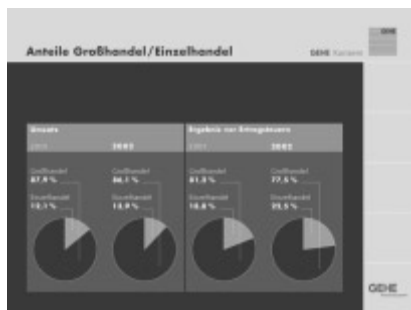 Anteile Großhandel/Einzelhandel
GEHE Konzern
Umsatz
Ergebnis vor Ertragsteuern
2001
2002
2001
2002
Großhandel
87,9 %
Großhandel
86,1 %
Großhandel
81,2 %
Großhandel
77,5 %
Einzelhandel
12,1 %
Einzelhandel
13,9 %
Einzelhandel
18,8 %
Einzelhandel
22,5 %
GEHE